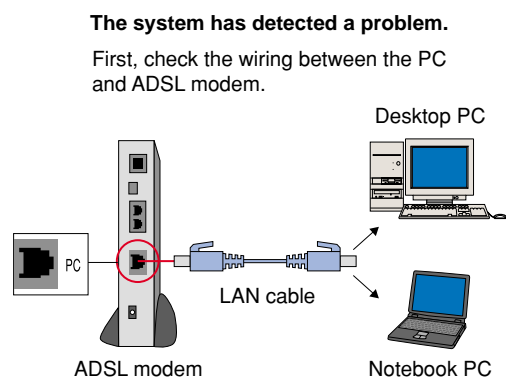 The system has detected a problem.
First, check the wiring between the PC
and ADSL modem.
Desktop PC
PC
LAN cable
ADSL modem
Notebook PC